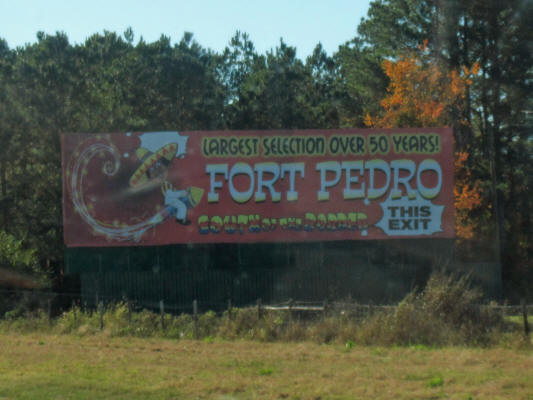 LARGEST SELECTION OVER 50 YEARS!
FORT PEDRO
SOUTH OF THE BORDER
THIS
EXIT